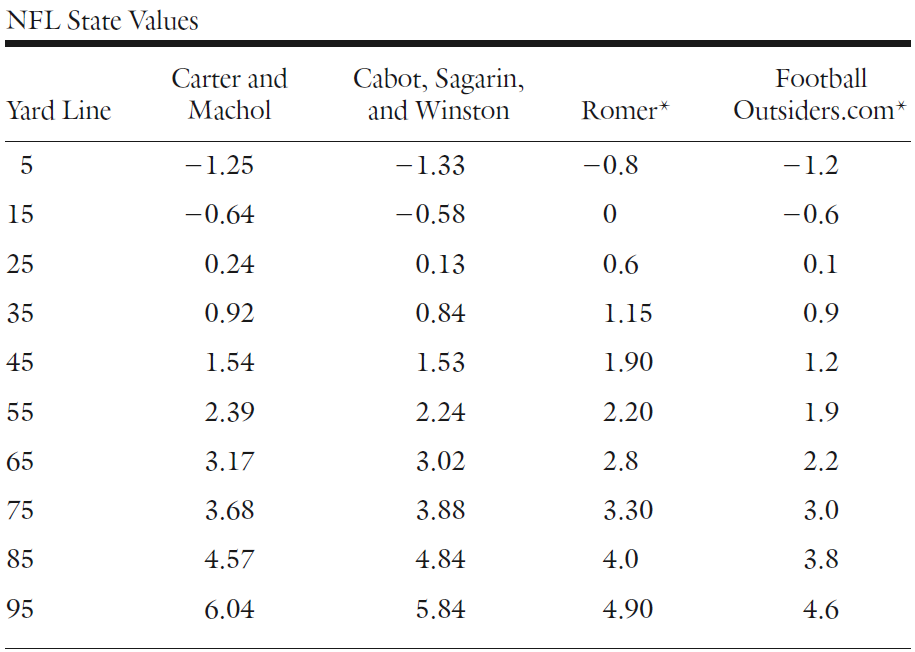 NFL State Values
Carter and Cabot, Sagarin, Football
Yard Line Machol and Winston Romer* Outsiders.com*
5 −1.25 −1.33 −0.8 −1.2
15 −0.64 −0.58 0 −0.6
25 0.24 0.13 0.6 0.1
35 0.92 0.84 1.15 0.9
45 1.54 1.53 1.90 1.2
55 2.39 2.24 2.20 1.9
65 3.17 3.02 2.8 2.2
75 3.68 3.88 3.30 3.0
85 4.57 4.84 4.0 3.8
95 6.04 5.84 4.90 4.6